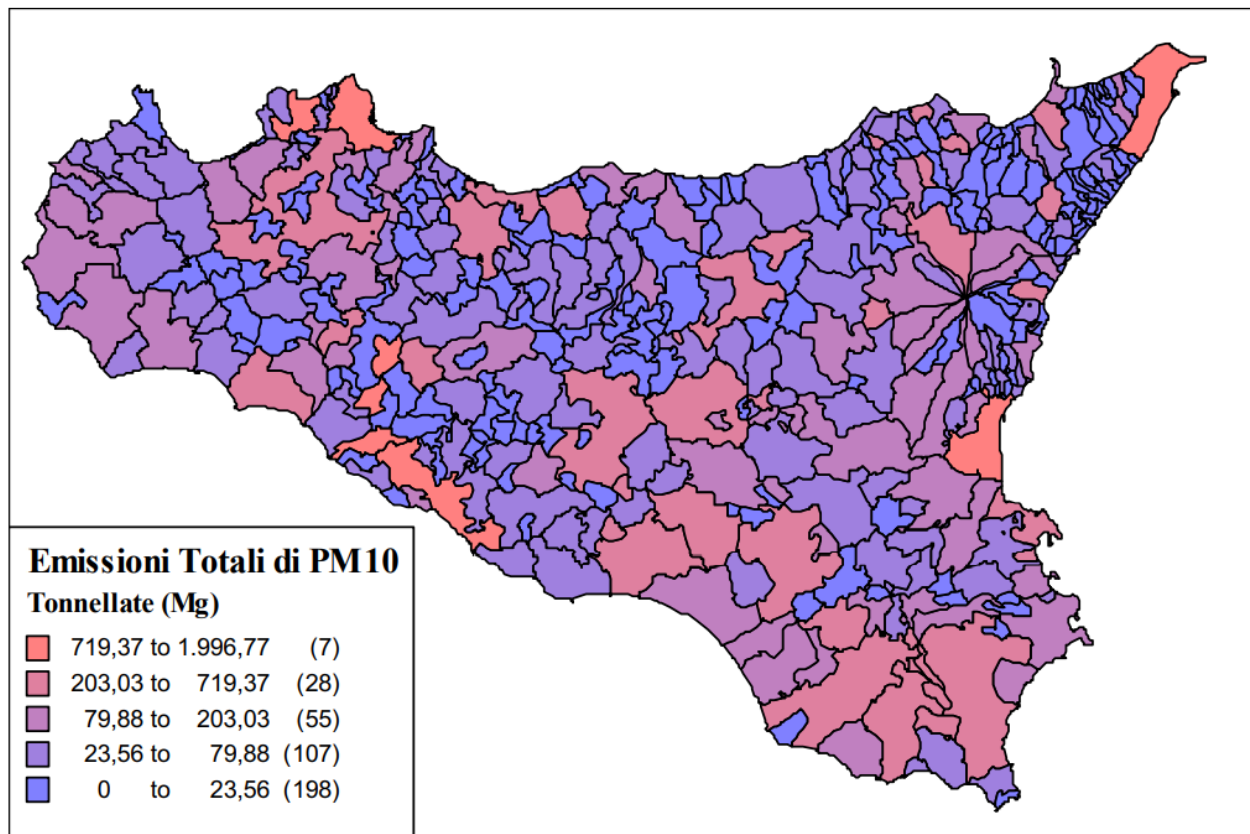 Emissioni Totali di PM10
Tonnellate (Mg)
719,37 to 1.996,77 (7)
203,03 to 719,37 (28)
79,88 to 203,03 (55)
23,56 to 79,88 (107)
0 to 23,56 (198)